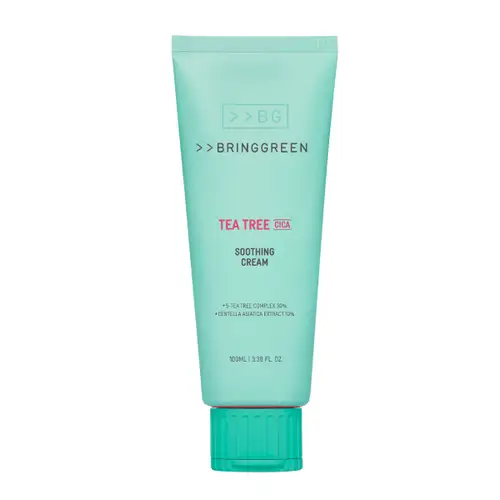 >>BG
>>BRINGGREEN
TEA TREE CICA
SOOTHING
CREAM
• 5-TEA TREE COMPLEX 30%
• CENTELLA ASIATICA EXTRACT 10%
100ML | 3.38 FL. OZ.